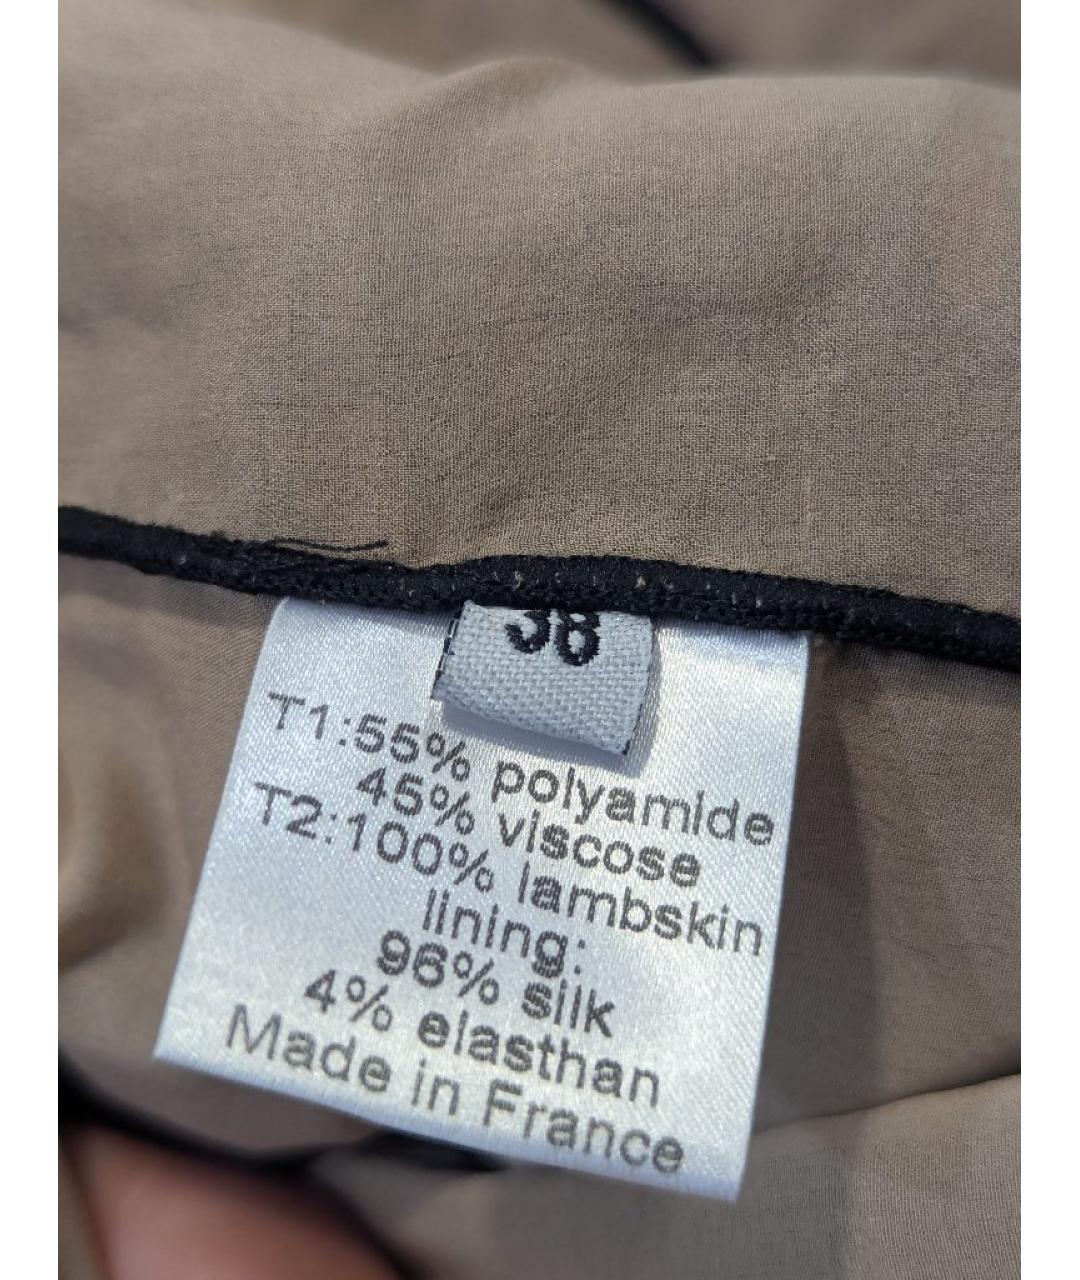 38
T1:55% polyamide
45% viscose
T2:100% lambskin
lining:
96% silk
4% elasthan
Made in France